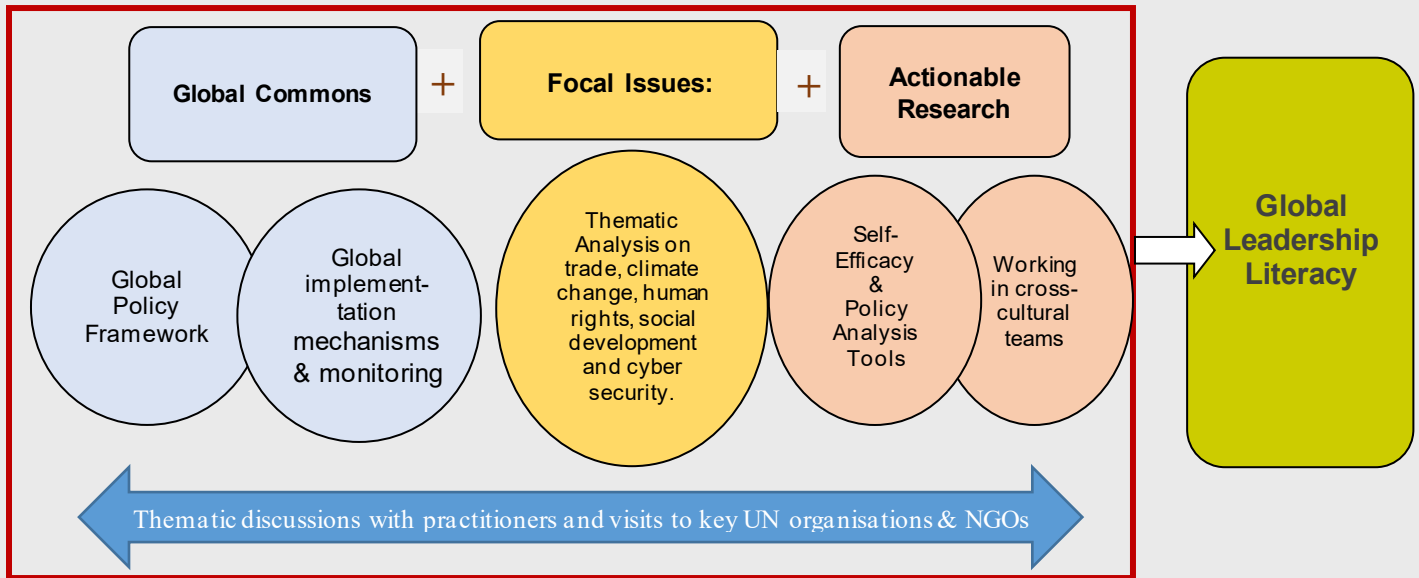 Global Commons
+
Focal Issues:
+
Actionable
Research
Global
Policy
Framework
Global
implemen-
tation
mechanisms
& monitoring
Thematic
Analysis on
trade, climate
change, human
rights, social
development
and cyber
security.
Self-
Efficacy
&
Policy
Analysis
Tools
Working
in cross-
cultural
teams
Global
Leadership
Literacy
Thematic discussions with practitioners and visits to key UN organisations & NGOs